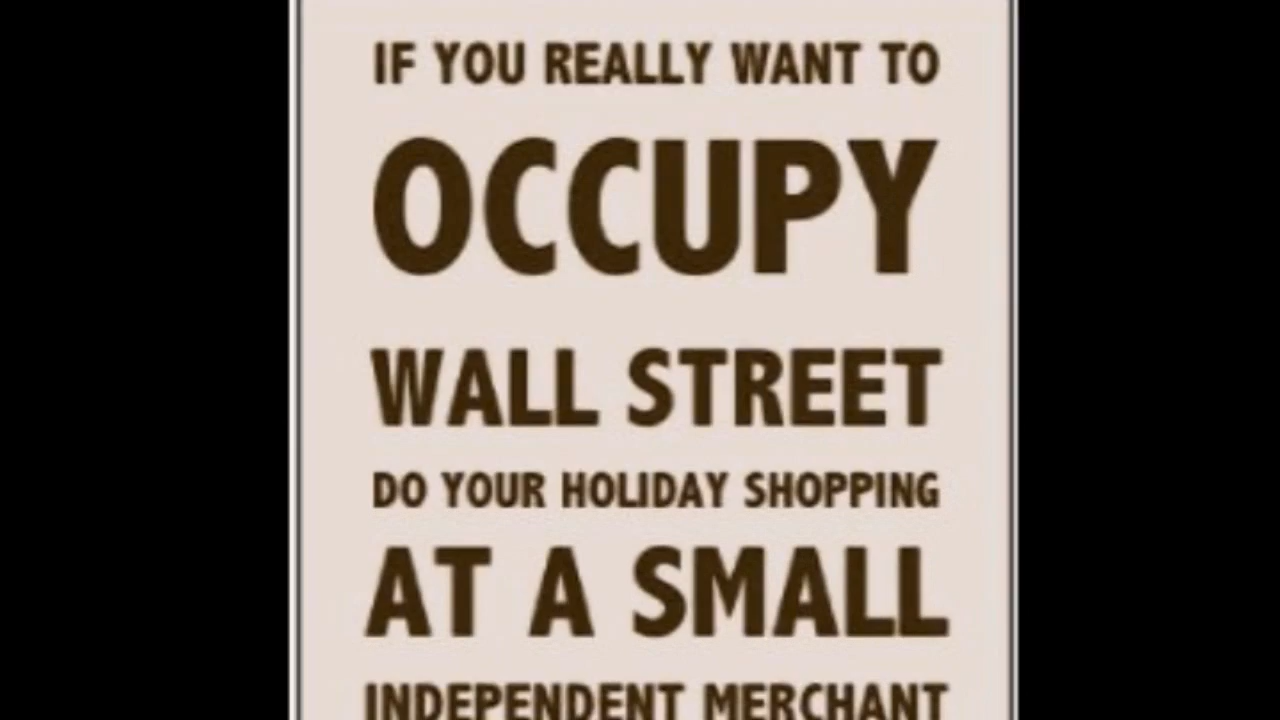 IF YOU REALLY WANT TO
OCCUPY
WALL STREET
DO YOUR HOLIDAY SHOPPING
AT A SMALL
INDEPENDENT MERCHANT